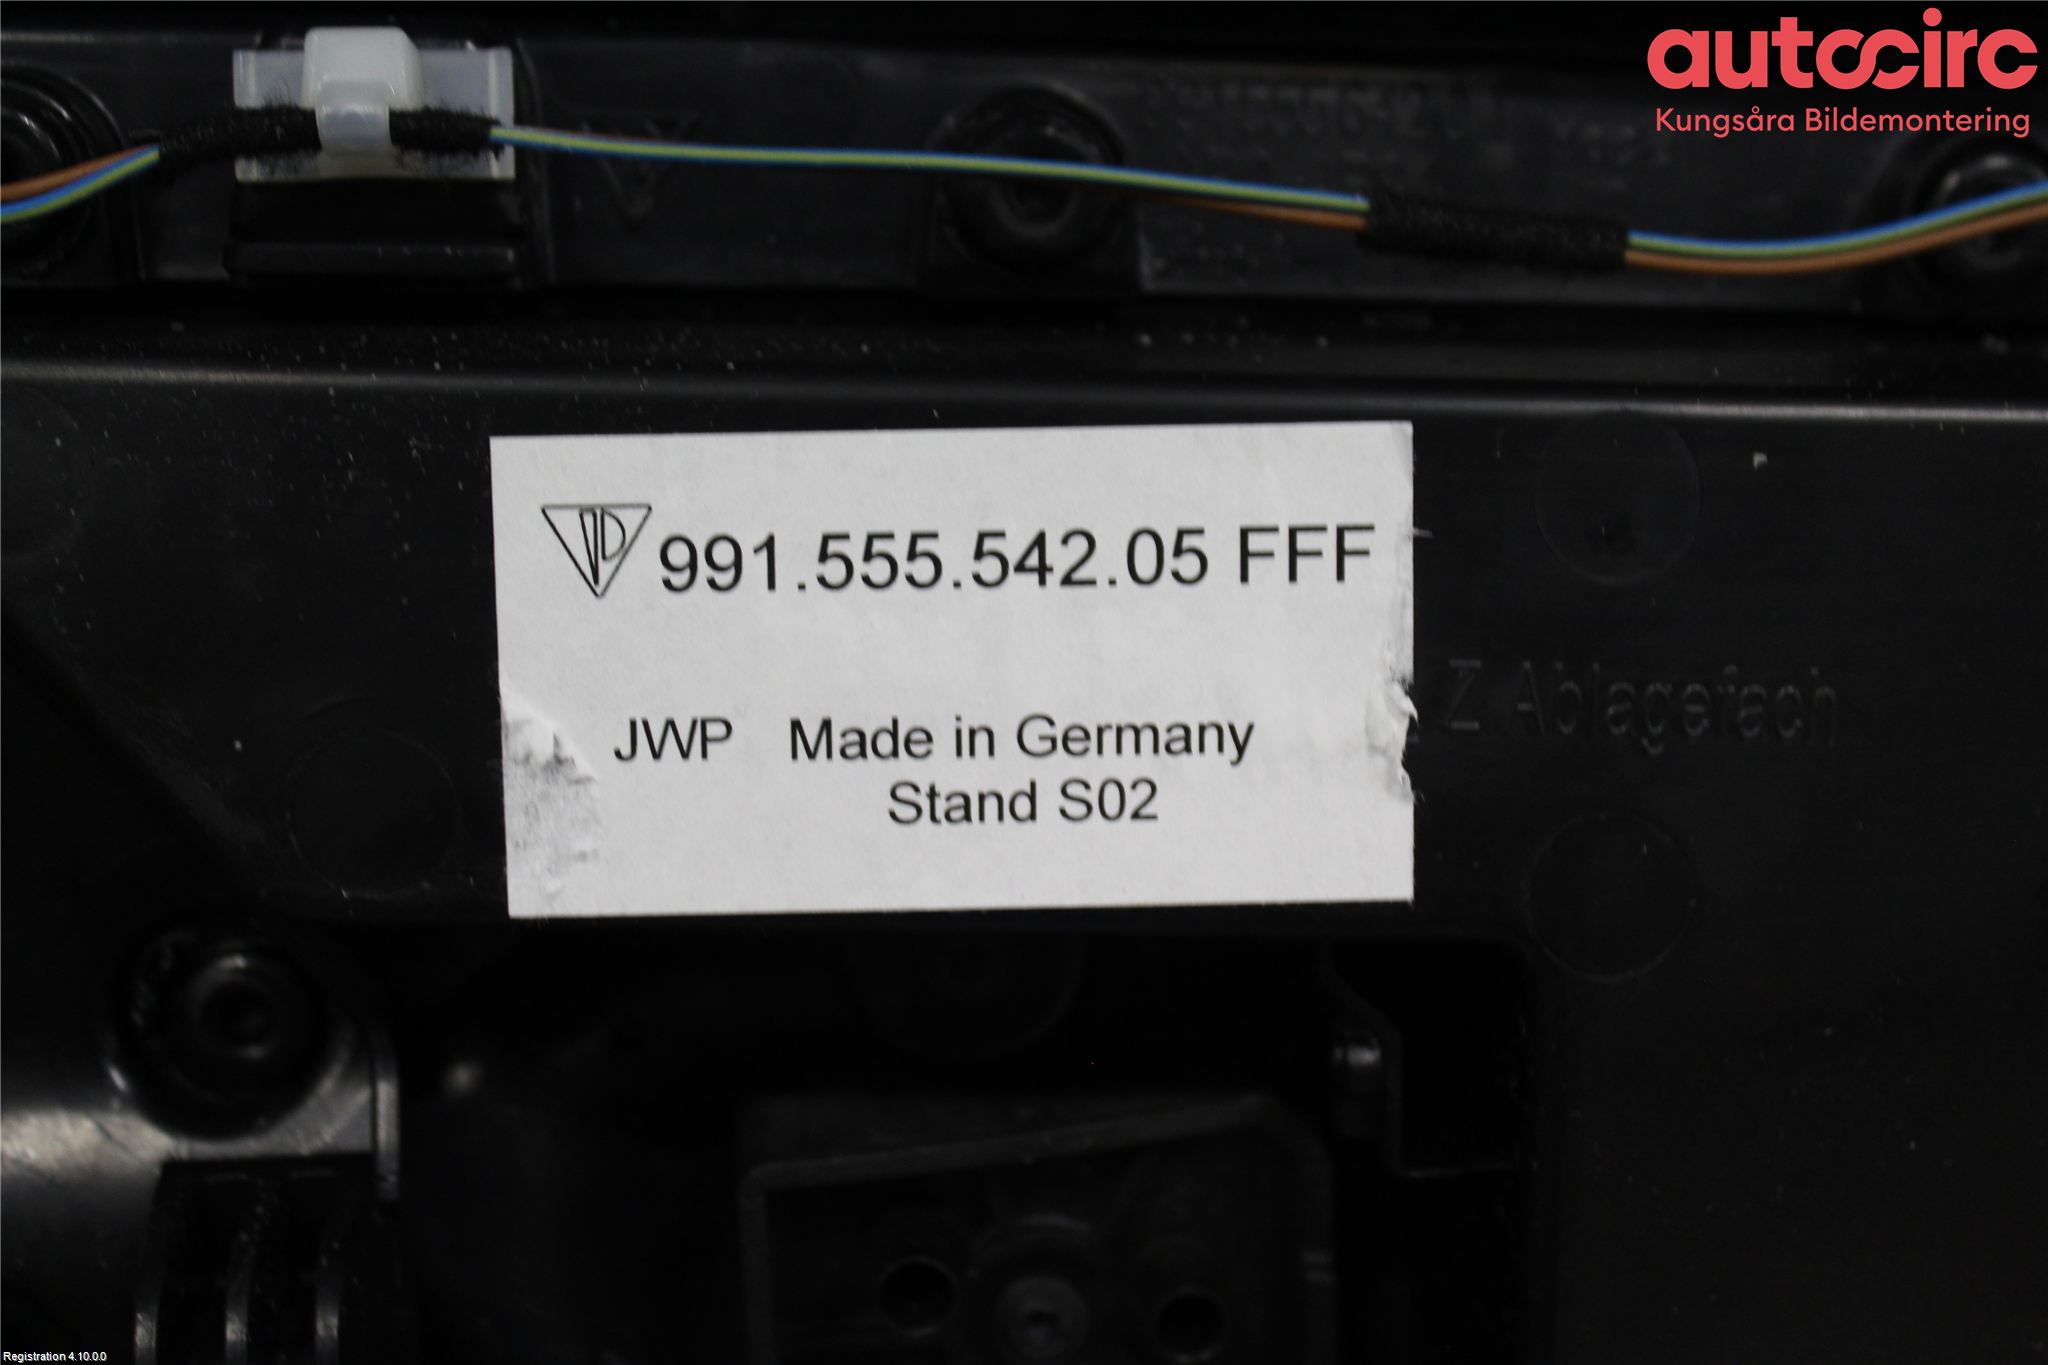 autocirc
Kungsåra Bildemontering
991.555.542.05 FFF
Z Ablagefach
JWP Made in Germany
Stand S02
Registration 4.10.0.0